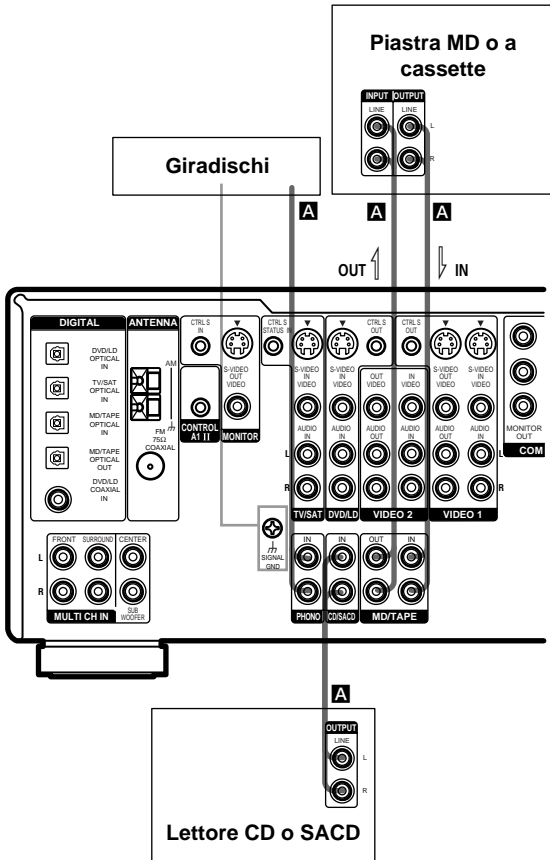 Piastra MD o a
cassette
INPUT OUTPUT
LINE LINE
L
R
Giradischi
A
A
A
OUT
IN
DIGITAL
DVD/LD
OPTICAL
IN
TV/SAT
OPTICAL
IN
MD/TAPE
OPTICAL
IN
MD/TAPE
OPTICAL
OUT
DVD/LD
COAXIAL
IN
ANTENNA
AM
FM
75Ω
COAXIAL
CTRL S
IN
CONTROL
A1 II
S-VIDEO
OUT
VIDEO
MONITOR
CTRL S
STATUS IN
CTRL S
OUT
CTRL S
OUT
S-VIDEO
IN
VIDEO
S-VIDEO
IN
VIDEO
OUT
VIDEO
IN
VIDEO
S-VIDEO
OUT
VIDEO
S-VIDEO
IN
VIDEO
AUDIO
IN
AUDIO
IN
AUDIO
OUT
AUDIO
IN
AUDIO
OUT
AUDIO
IN
L
L
R
R
TV/SAT DVD/LD VIDEO 2 VIDEO 1
MONITOR
OUT
COM
SIGNAL
GND
FRONT SURROUND CENTER
L
R
MULTI CH IN
SUB
WOOFER
IN IN OUT IN
PHONO CD/SACD MD/TAPE
A
OUTPUT
LINE
L
R
Lettore CD o SACD